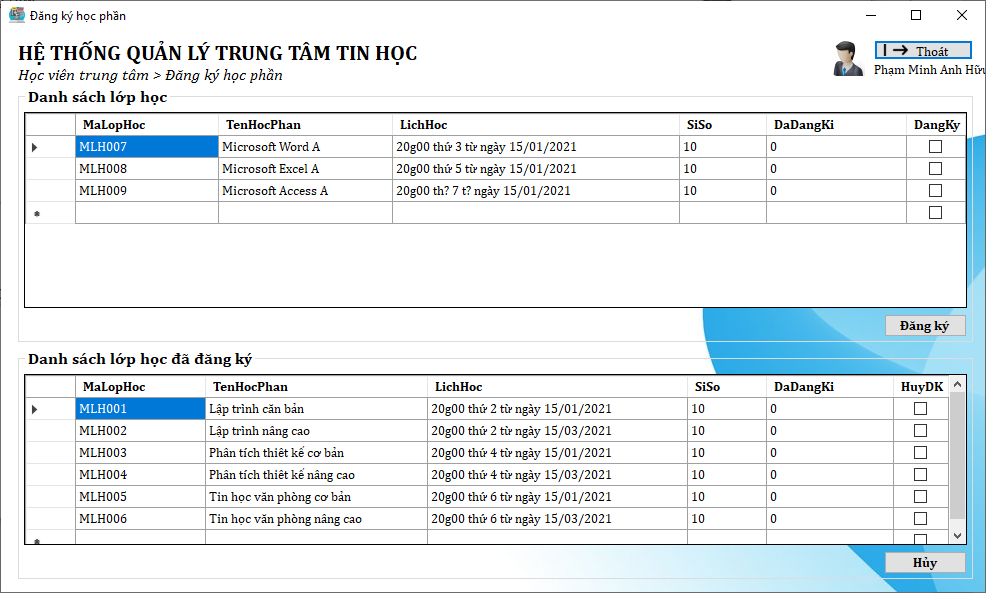 Đăng ký học phần
HỆ THỐNG QUẢN LÝ TRUNG TÂM TIN HỌC
Thoát
Học viên trung tâm > Đăng ký học phần
Phạm Minh Anh Hữu
Danh sách lớp học
MaLopHoc TenHocPhan LichHoc SiSo DaDangKi DangKy
MLH007 Microsoft Word A 20g00 thứ 3 từ ngày 15/01/2021 10 0
MLH008 Microsoft Excel A 20g00 thứ 5 từ ngày 15/01/2021 10 0
MLH009 Microsoft Access A 20g00 th? 7 t? ngày 15/01/2021 10 0
Đăng ký
Danh sách lớp học đã đăng ký
MaLopHoc TenHocPhan LichHoc SiSo DaDangKi HuyDK
MLH001 Lập trình căn bản 20g00 thứ 2 từ ngày 15/01/2021 10 0
MLH002 Lập trình nâng cao 20g00 thứ 2 từ ngày 15/03/2021 10 0
MLH003 Phân tích thiêt kế cơ bản 20g00 thứ 4 từ ngày 15/01/2021 10 0
MLH004 Phân tích thiêt kế nâng cao 20g00 thứ 4 từ ngày 15/03/2021 10 0
MLH005 Tin học văn phòng cơ bản 20g00 thứ 6 từ ngày 15/01/2021 10 0
MLH006 Tin học văn phòng nâng cao 20g00 thứ 6 từ ngày 15/03/2021 10 0
Hủy